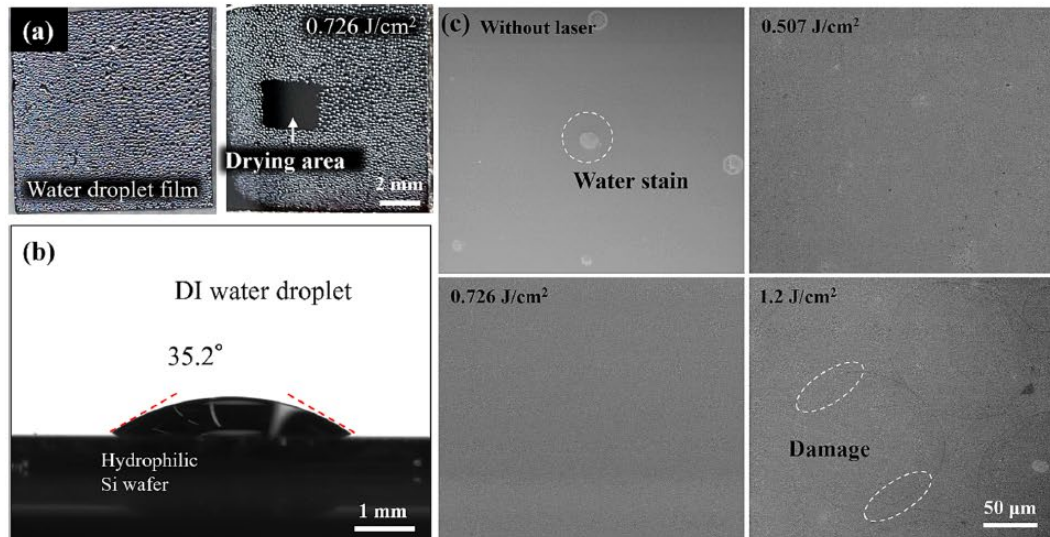 (a)
Water droplet film
0.726 J/cm²
Drying area
2 mm
(b)
DI water droplet
35.2°
Hydrophilic
Si wafer
1 mm
(c)
Without laser
Water stain
0.507 J/cm²
0.726 J/cm²
1.2 J/cm²
Damage
50 μm